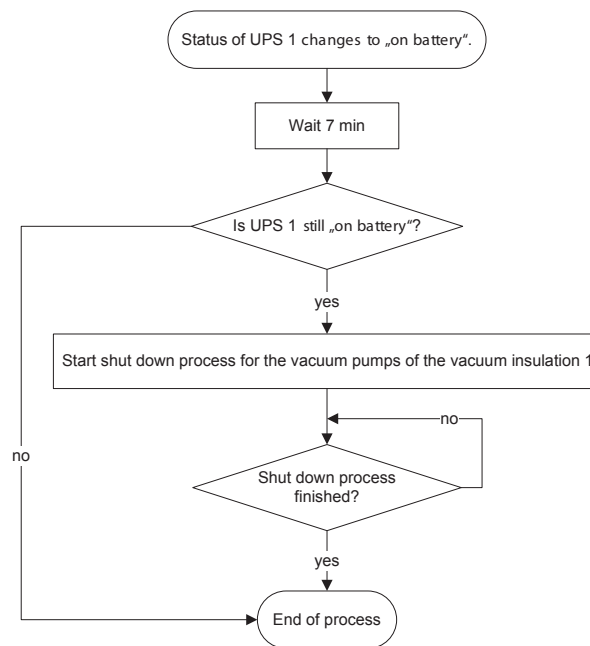 Status of UPS 1 changes to „on battery“.
Wait 7 min
Is UPS 1 still „on battery“?
yes
Start shut down process for the vacuum pumps of the vacuum insulation 1
no
no
Shut down process
finished?
yes
End of process